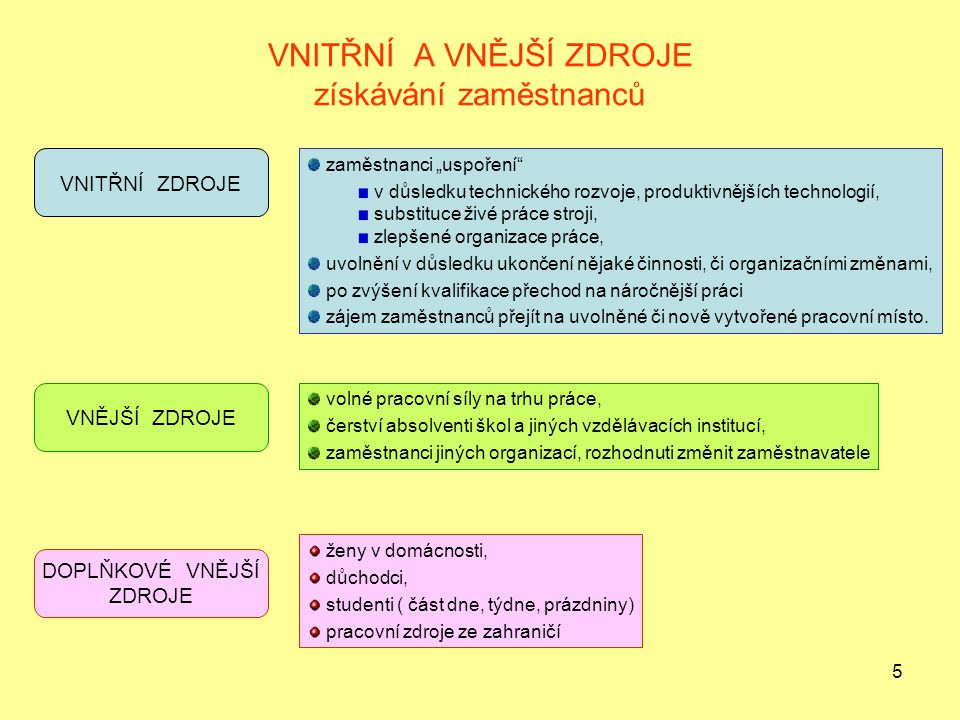 VNITŘNÍ A VNĚJŠÍ ZDROJE
získávání zaměstnanců
VNITŘNÍ ZDROJE
zaměstnanci „uspoření“
v důsledku technického rozvoje, produktivnějších technologií,
substituce živé práce stroji,
zlepšené organizace práce,
uvolnění v důsledku ukončení nějaké činnosti, či organizačními změnami,
po zvýšení kvalifikace přechod na náročnější práci
zájem zaměstnanců přejít na uvolněné či nově vytvořené pracovní místo.
VNĚJŠÍ ZDROJE
volné pracovní síly na trhu práce,
čerství absolventi škol a jiných vzdělávacích institucí,
zaměstnanci jiných organizací, rozhodnuti změnit zaměstnavatele
DOPLŇKOVÉ VNĚJŠÍ
ZDROJE
ženy v domácnosti,
důchodci,
studenti ( část dne, týdne, prázdniny)
pracovní zdroje ze zahraničí
5